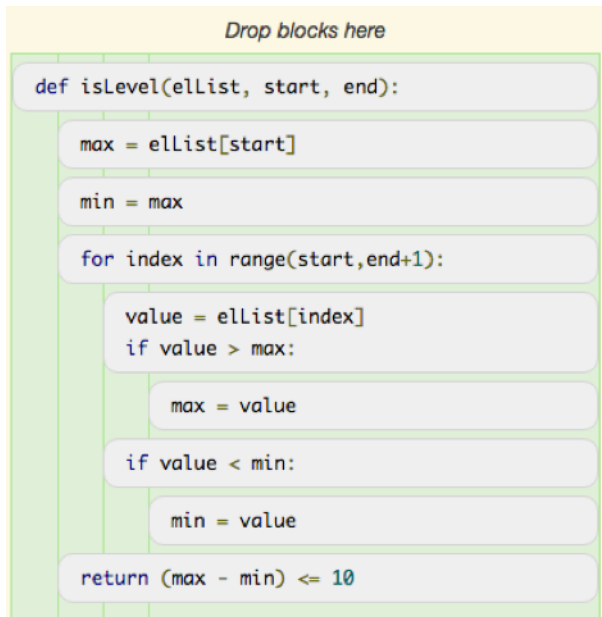 Drop blocks here
def isLevel(elList, start, end):
max = elList[start]
min = max
for index in range(start,end+1):
value = elList[index]
if value > max:
max = value
if value < min:
min = value
return (max - min) <= 10